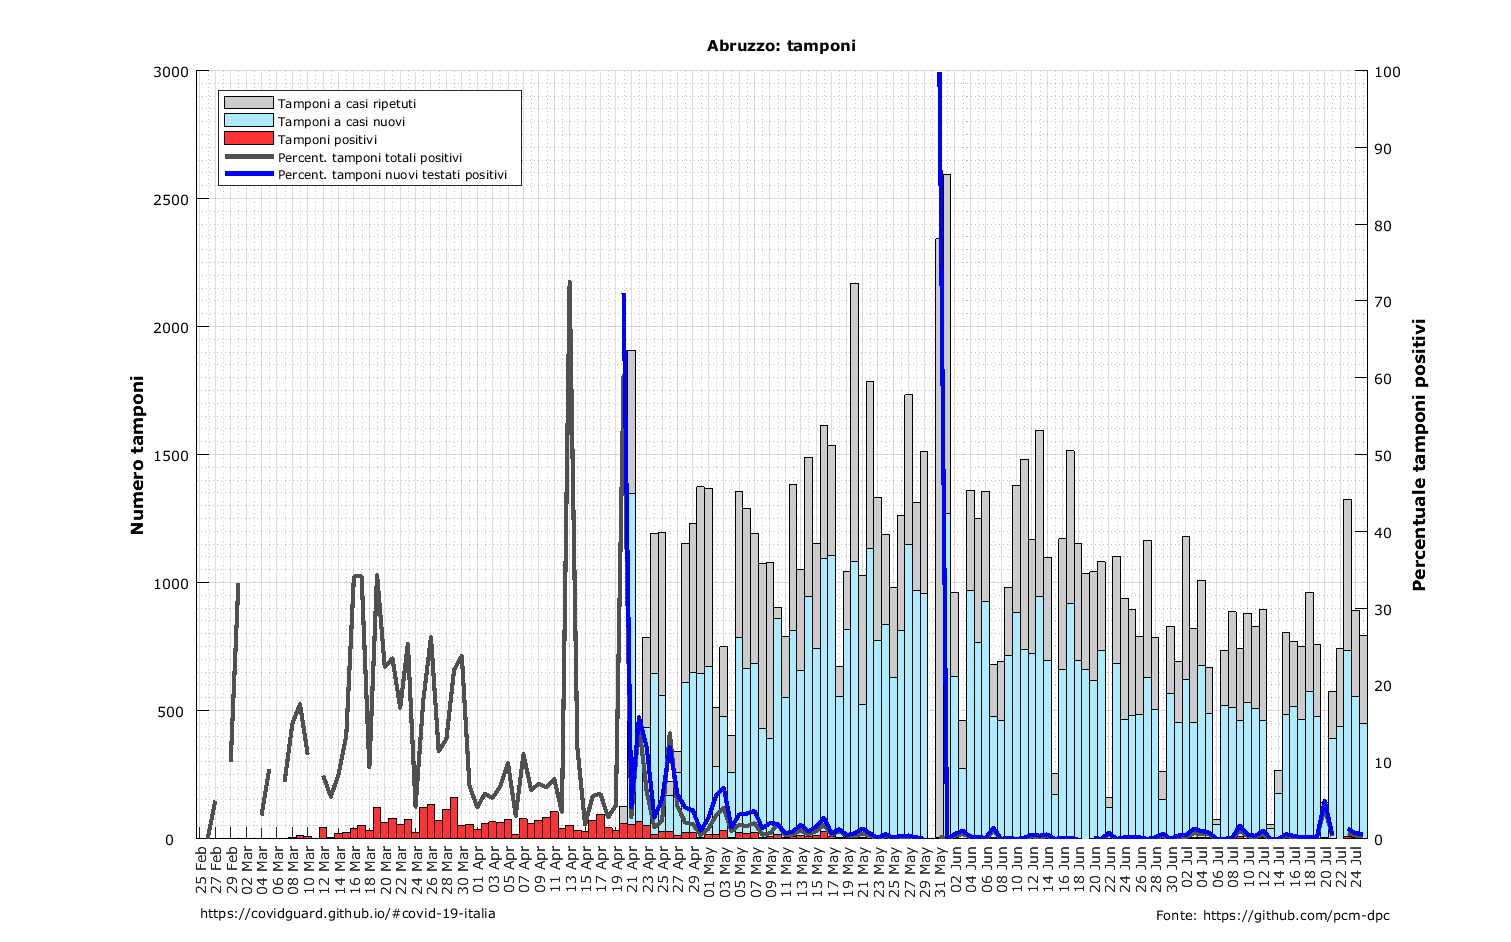 Abruzzo: tamponi
Tamponi a casi ripetuti
Tamponi a casi nuovi
Tamponi positivi
Percent. tamponi totali positivi
Percent. tamponi nuovi testati positivi
Numero tamponi
3000
2500
2000
1500
1000
500
0
Percentuale tamponi positivi
100
90
80
70
60
50
40
30
20
10
0
25 Feb
27 Feb
29 Feb
02 Mar
04 Mar
06 Mar
08 Mar
10 Mar
12 Mar
14 Mar
16 Mar
18 Mar
20 Mar
22 Mar
24 Mar
26 Mar
28 Mar
30 Mar
01 Apr
03 Apr
05 Apr
07 Apr
09 Apr
11 Apr
13 Apr
15 Apr
17 Apr
19 Apr
21 Apr
23 Apr
25 Apr
27 Apr
29 Apr
01 May
03 May
05 May
07 May
09 May
11 May
13 May
15 May
17 May
19 May
21 May
23 May
25 May
27 May
29 May
31 May
02 Jun
04 Jun
06 Jun
08 Jun
10 Jun
12 Jun
14 Jun
16 Jun
18 Jun
20 Jun
22 Jun
24 Jun
26 Jun
28 Jun
30 Jun
02 Jul
04 Jul
06 Jul
08 Jul
10 Jul
12 Jul
14 Jul
16 Jul
18 Jul
20 Jul
22 Jul
24 Jul
https://covidguard.github.io/#covid-19-italia
Fonte: https://github.com/pcm-dpc